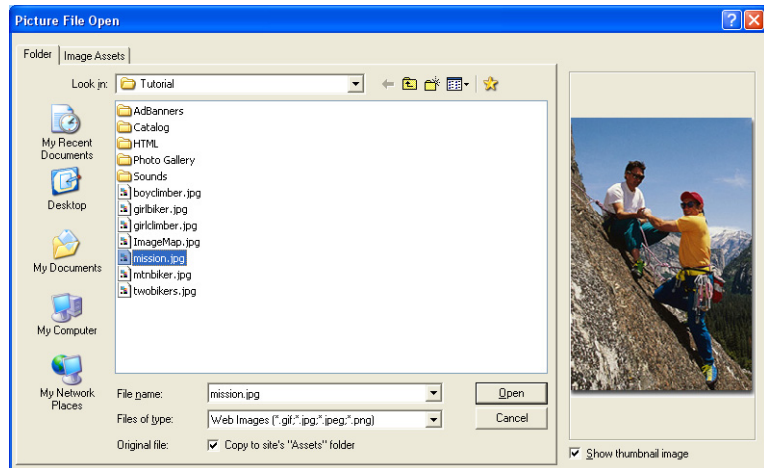 Picture File Open
Folder Image Assets
Look in: Tutorial
My Recent
Documents
Desktop
My Documents
My Computer
My Network
Places
AdBanners
Catalog
HTML
Photo Gallery
Sounds
boyclimber.jpg
girlbiker.jpg
girlclimber.jpg
ImageMap.jpg
mission.jpg
mtnbiker.jpg
twobikers.jpg
File name: mission.jpg Open
Files of type: Web Images (*.gif;*.jpg;*.jpeg;*.png) Cancel
Original file: Copy to site's "Assets" folder
Show thumbnail image